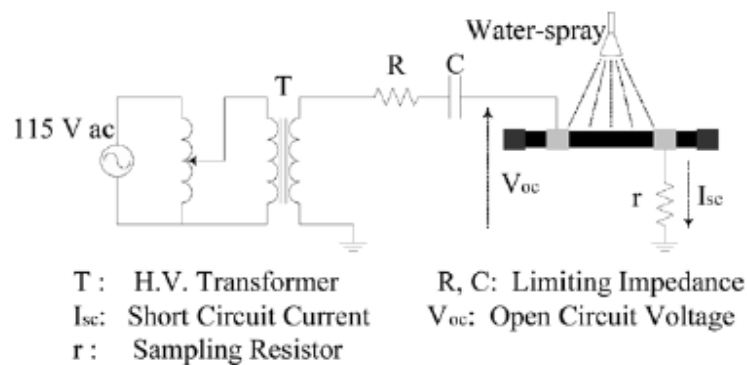 Water-spray
R
C
T
115 V ac
Voc
r
Isc
T : H.V. Transformer
R, C: Limiting Impedance
Isc: Short Circuit Current
Voc: Open Circuit Voltage
r : Sampling Resistor